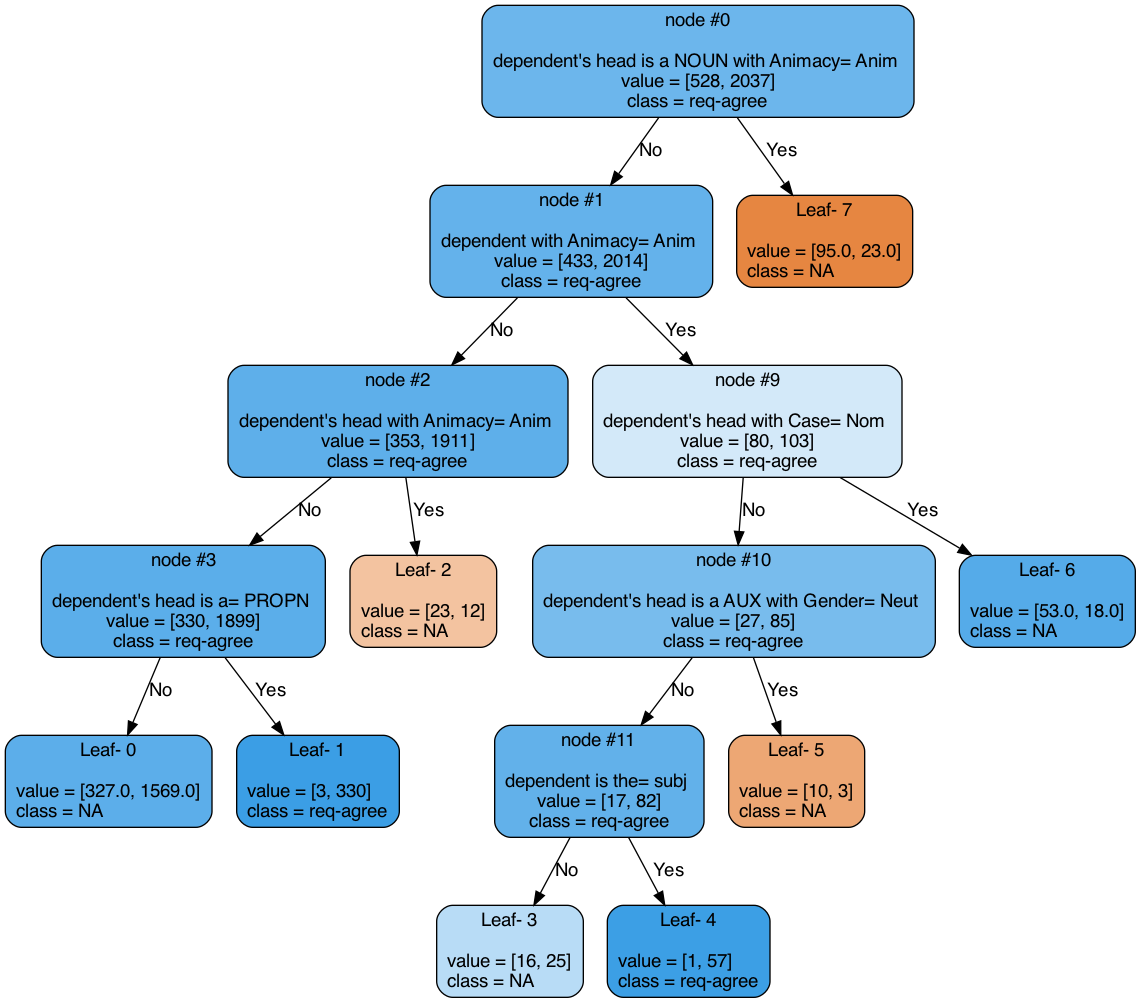 node #0
dependent's head is a NOUN with Animacy= Anim
value = [528, 2037]
class = req-agree
No
Yes
node #1
dependent with Animacy= Anim
value = [433, 2014]
class = req-agree
Leaf- 7
value = [95.0, 23.0]
class = NA
No
Yes
node #2
dependent's head with Animacy= Anim
value = [353, 1911]
class = req-agree
node #9
dependent's head with Case= Nom
value = [80, 103]
class = req-agree
No
Yes
No
Yes
node #3
dependent's head is a= PROPN
value = [330, 1899]
class = req-agree
Leaf- 2
value = [23, 12]
class = NA
node #10
dependent's head is a AUX with Gender= Neut
value = [27, 85]
class = req-agree
Leaf- 6
value = [53.0, 18.0]
class = NA
No
Yes
No
Yes
Leaf- 0
value = [327.0, 1569.0]
class = NA
Leaf- 1
value = [3, 330]
class = req-agree
node #11
dependent is the= subj
value = [17, 82]
class = req-agree
Leaf- 5
value = [10, 3]
class = NA
No
Yes
Leaf- 3
value = [16, 25]
class = NA
Leaf- 4
value = [1, 57]
class = req-agree